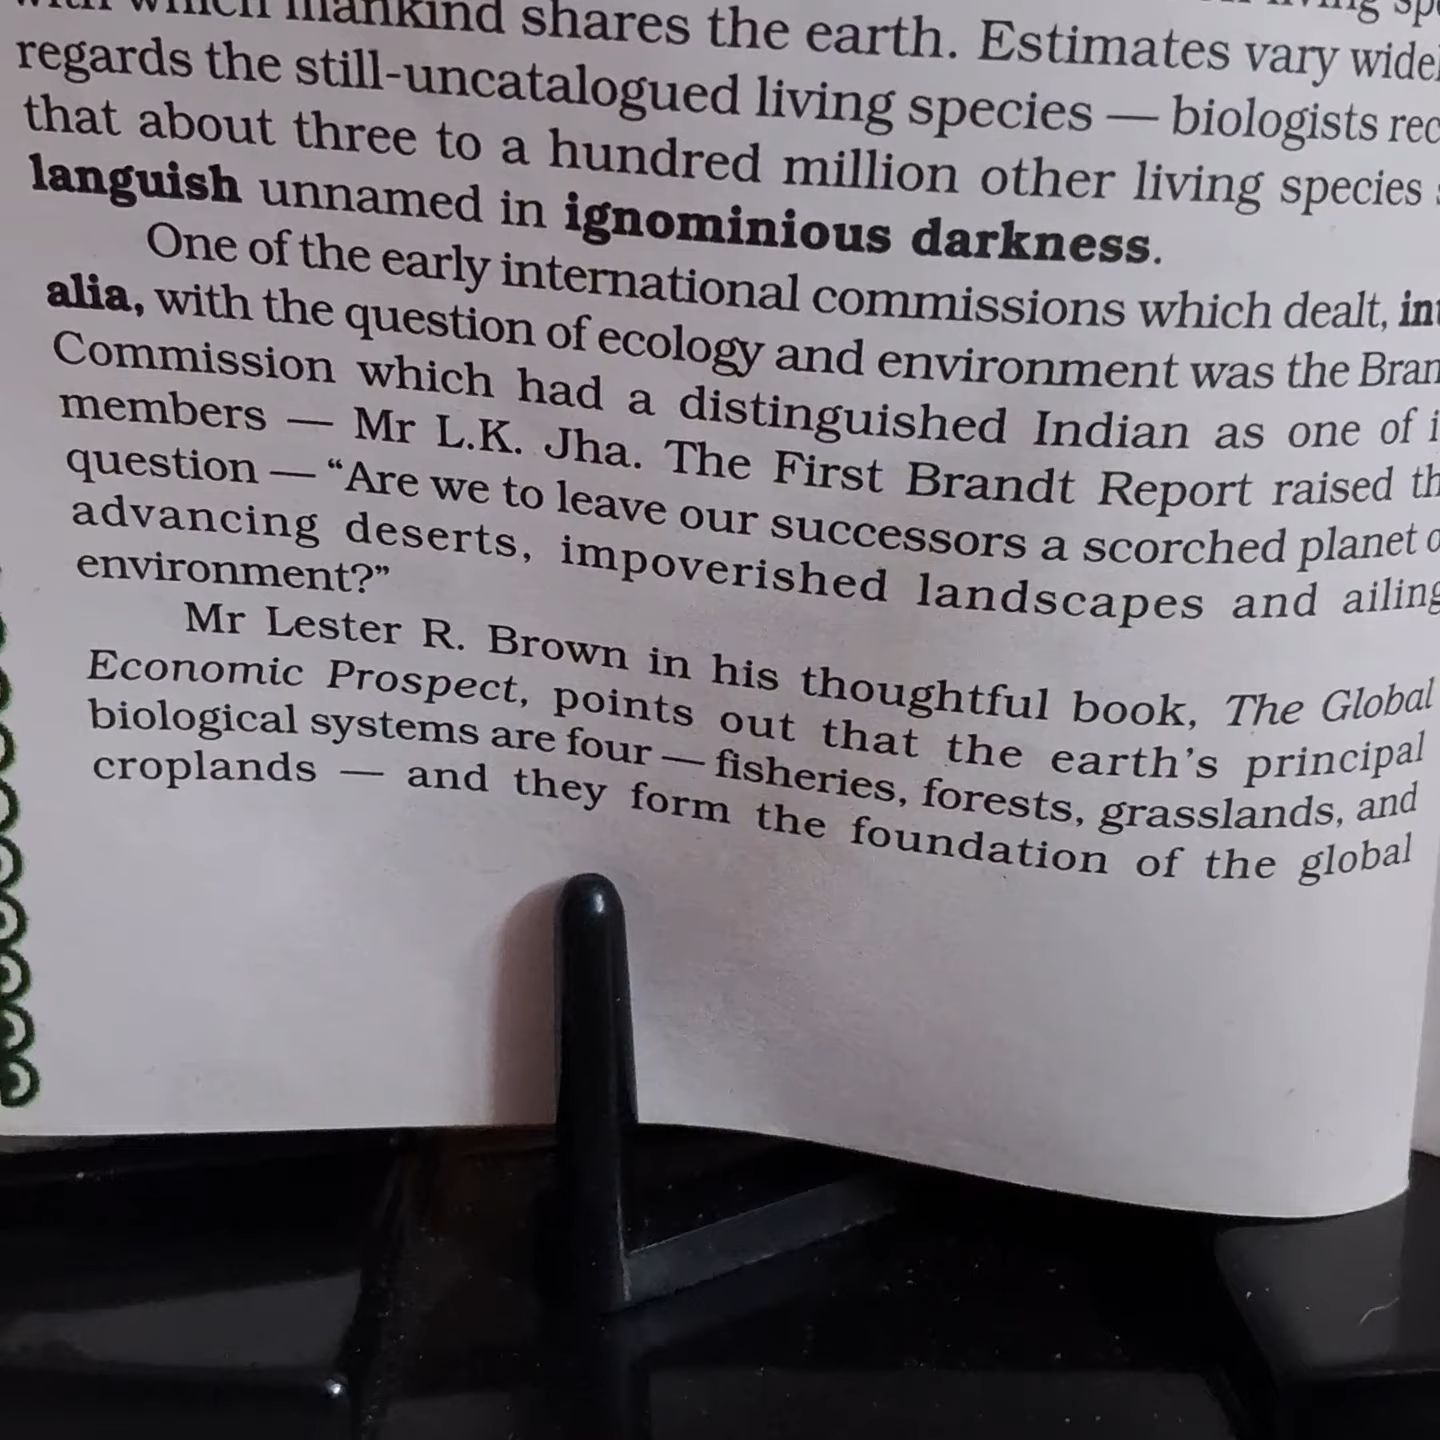 which mankind shares the earth. Estimates vary
regards the still-uncatalogued living species — biologists
that about three to a hundred million other living species
languish unnamed in ignominious darkness.
One of the early international commissions which dealt,
alia, with the question of ecology and environment was the
Commission which had a distinguished Indian as one of
members — Mr L.K. Jha. The First Brandt Report raised
question — “Are we to leave our successors a scorched planet
advancing deserts, impoverished landscapes and ailing
environment?”
Mr Lester R. Brown in his thoughtful book, The Global
Economic Prospect, points out that the earth’s principal
biological systems are four — fisheries, forests, grasslands, and
croplands — and they form the foundation of the global